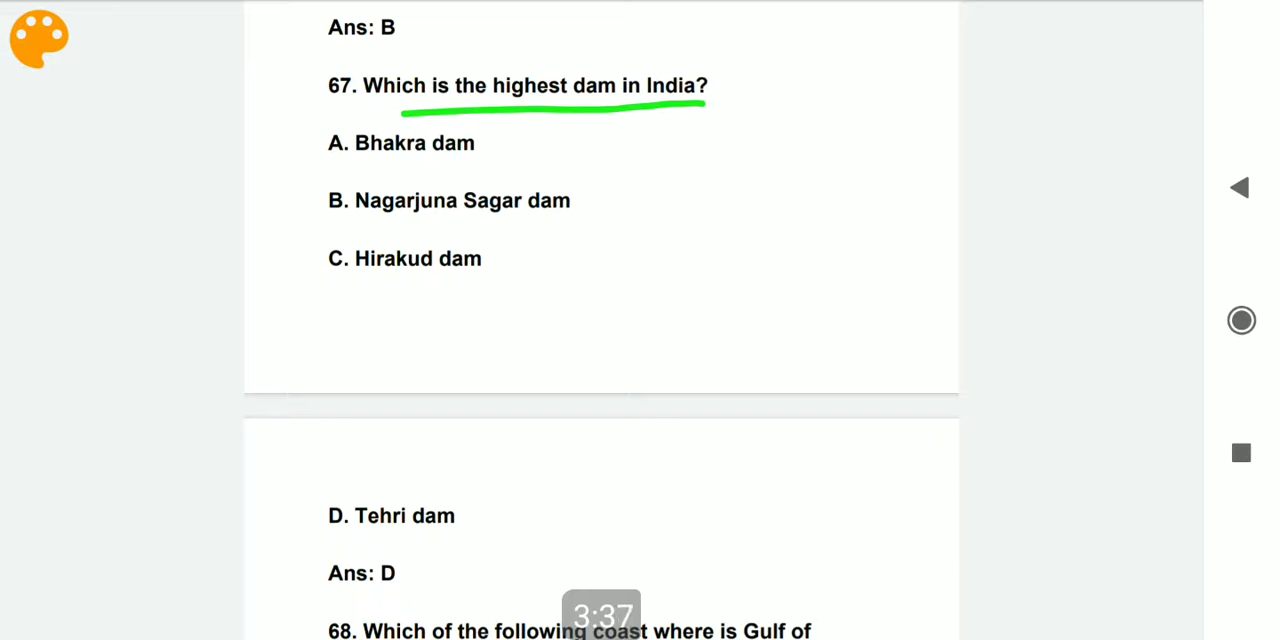 Ans: B
67. Which is the highest dam in India?
A. Bhakra dam
B. Nagarjuna Sagar dam
C. Hirakud dam
D. Tehri dam
Ans: D
3:37
68. Which of the following coast where is Gulf of